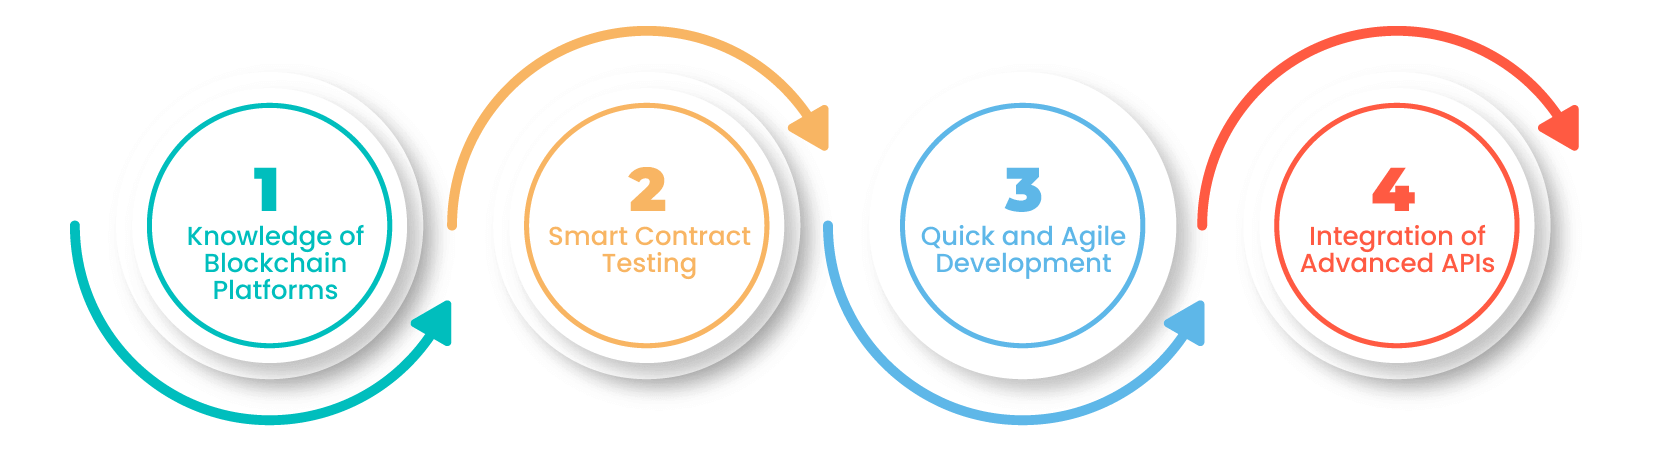 1
Knowledge of
Blockchain
Platforms
2
Smart Contract
Testing
3
Quick and Agile
Development
4
Integration of
Advanced APIs